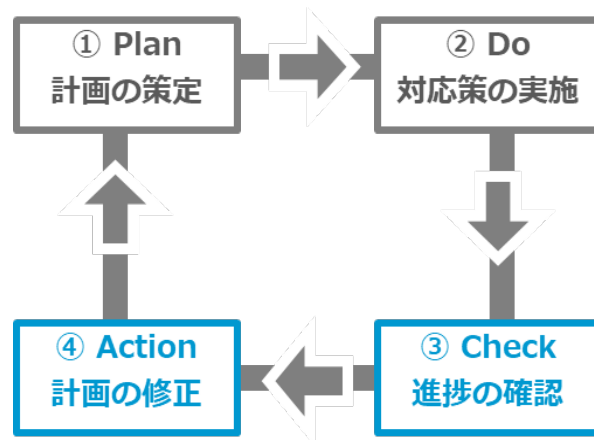 ① Plan
計画の策定
② Do
対応策の実施
③ Check
進捗の確認
④ Action
計画の修正